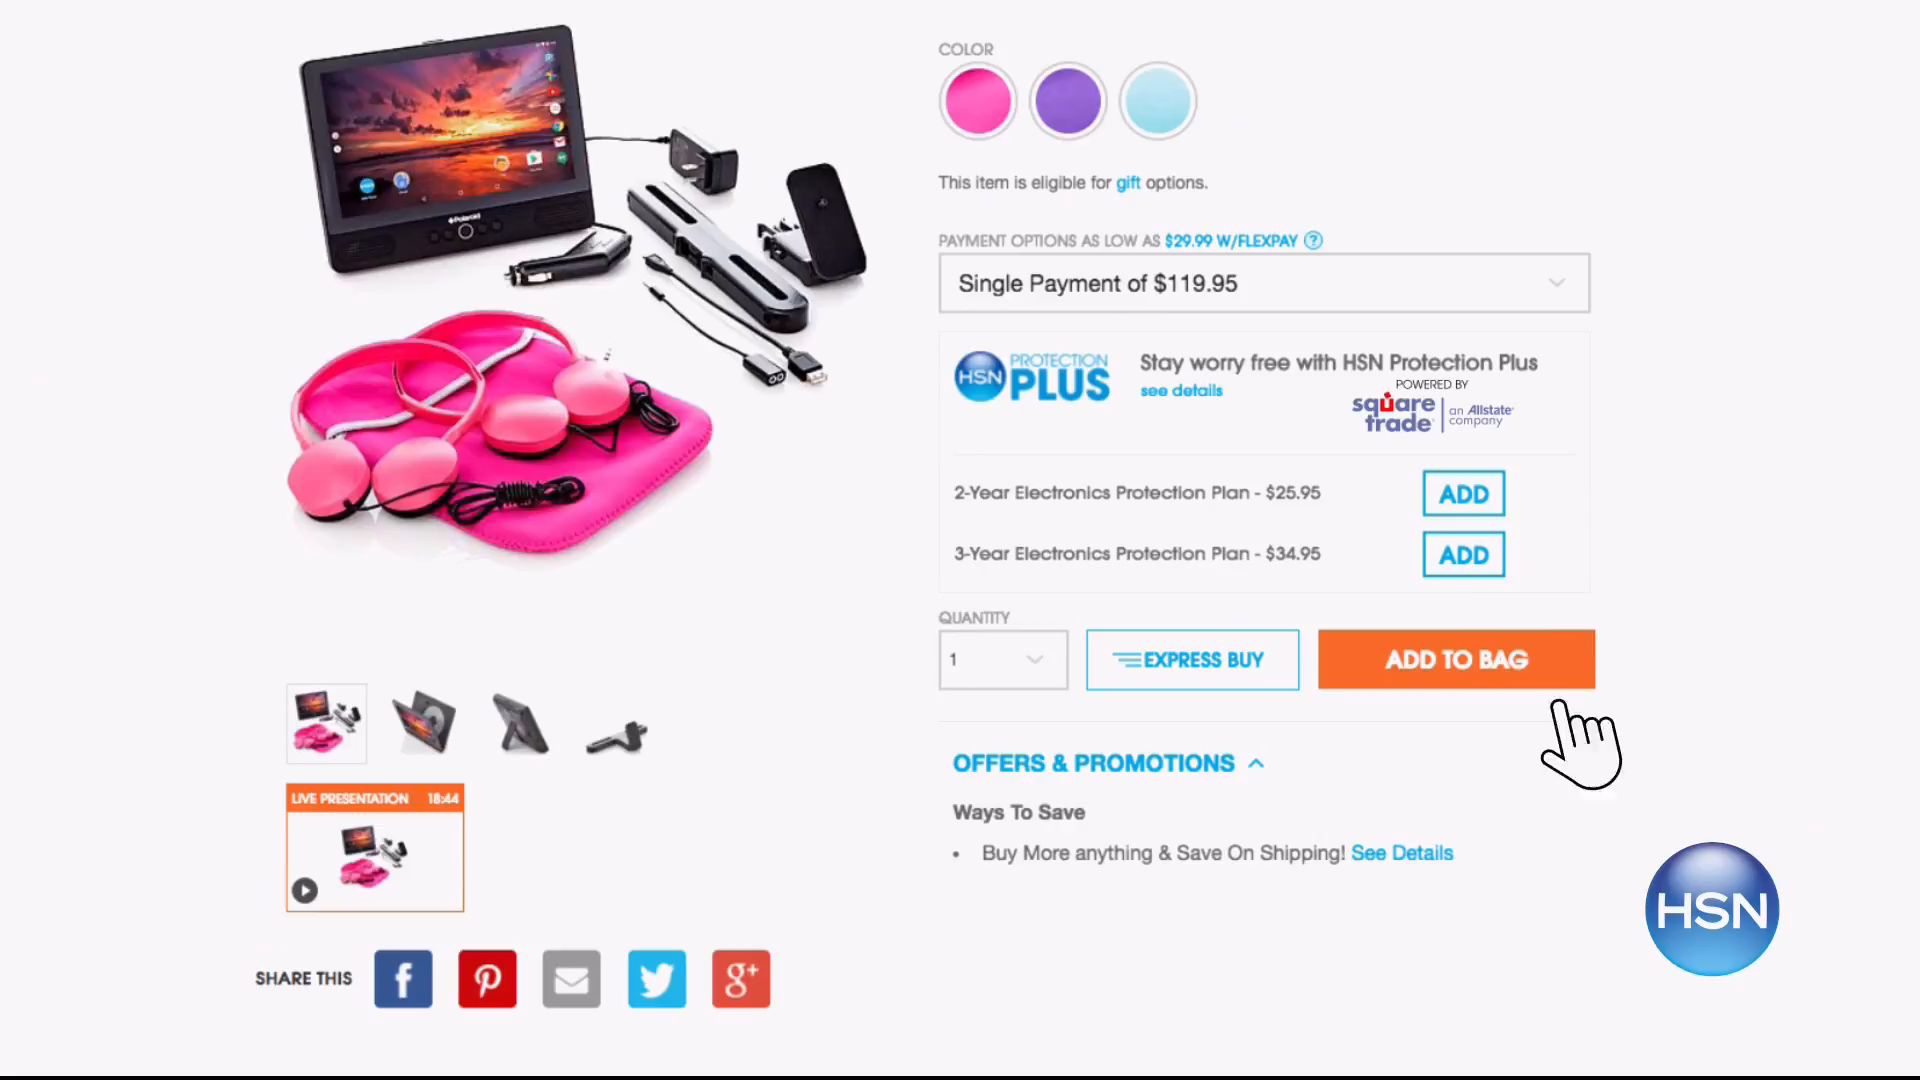 COLOR
This item is eligible for gift options.
PAYMENT OPTIONS AS LOW AS $29.99 W/FLEXPAY ?
Single Payment of $119.95
HSN PROTECTION PLUS
Stay worry free with HSN Protection Plus
see details
POWERED BY
square trade an Allstate company
2-Year Electronics Protection Plan - $25.95 ADD
3-Year Electronics Protection Plan - $34.95 ADD
QUANTITY
1 EXPRESS BUY ADD TO BAG
OFFERS & PROMOTIONS
Ways To Save
• Buy More anything & Save On Shipping! See Details
Polaroid
LIVE PRESENTATION 18:44
SHARE THIS
HSN